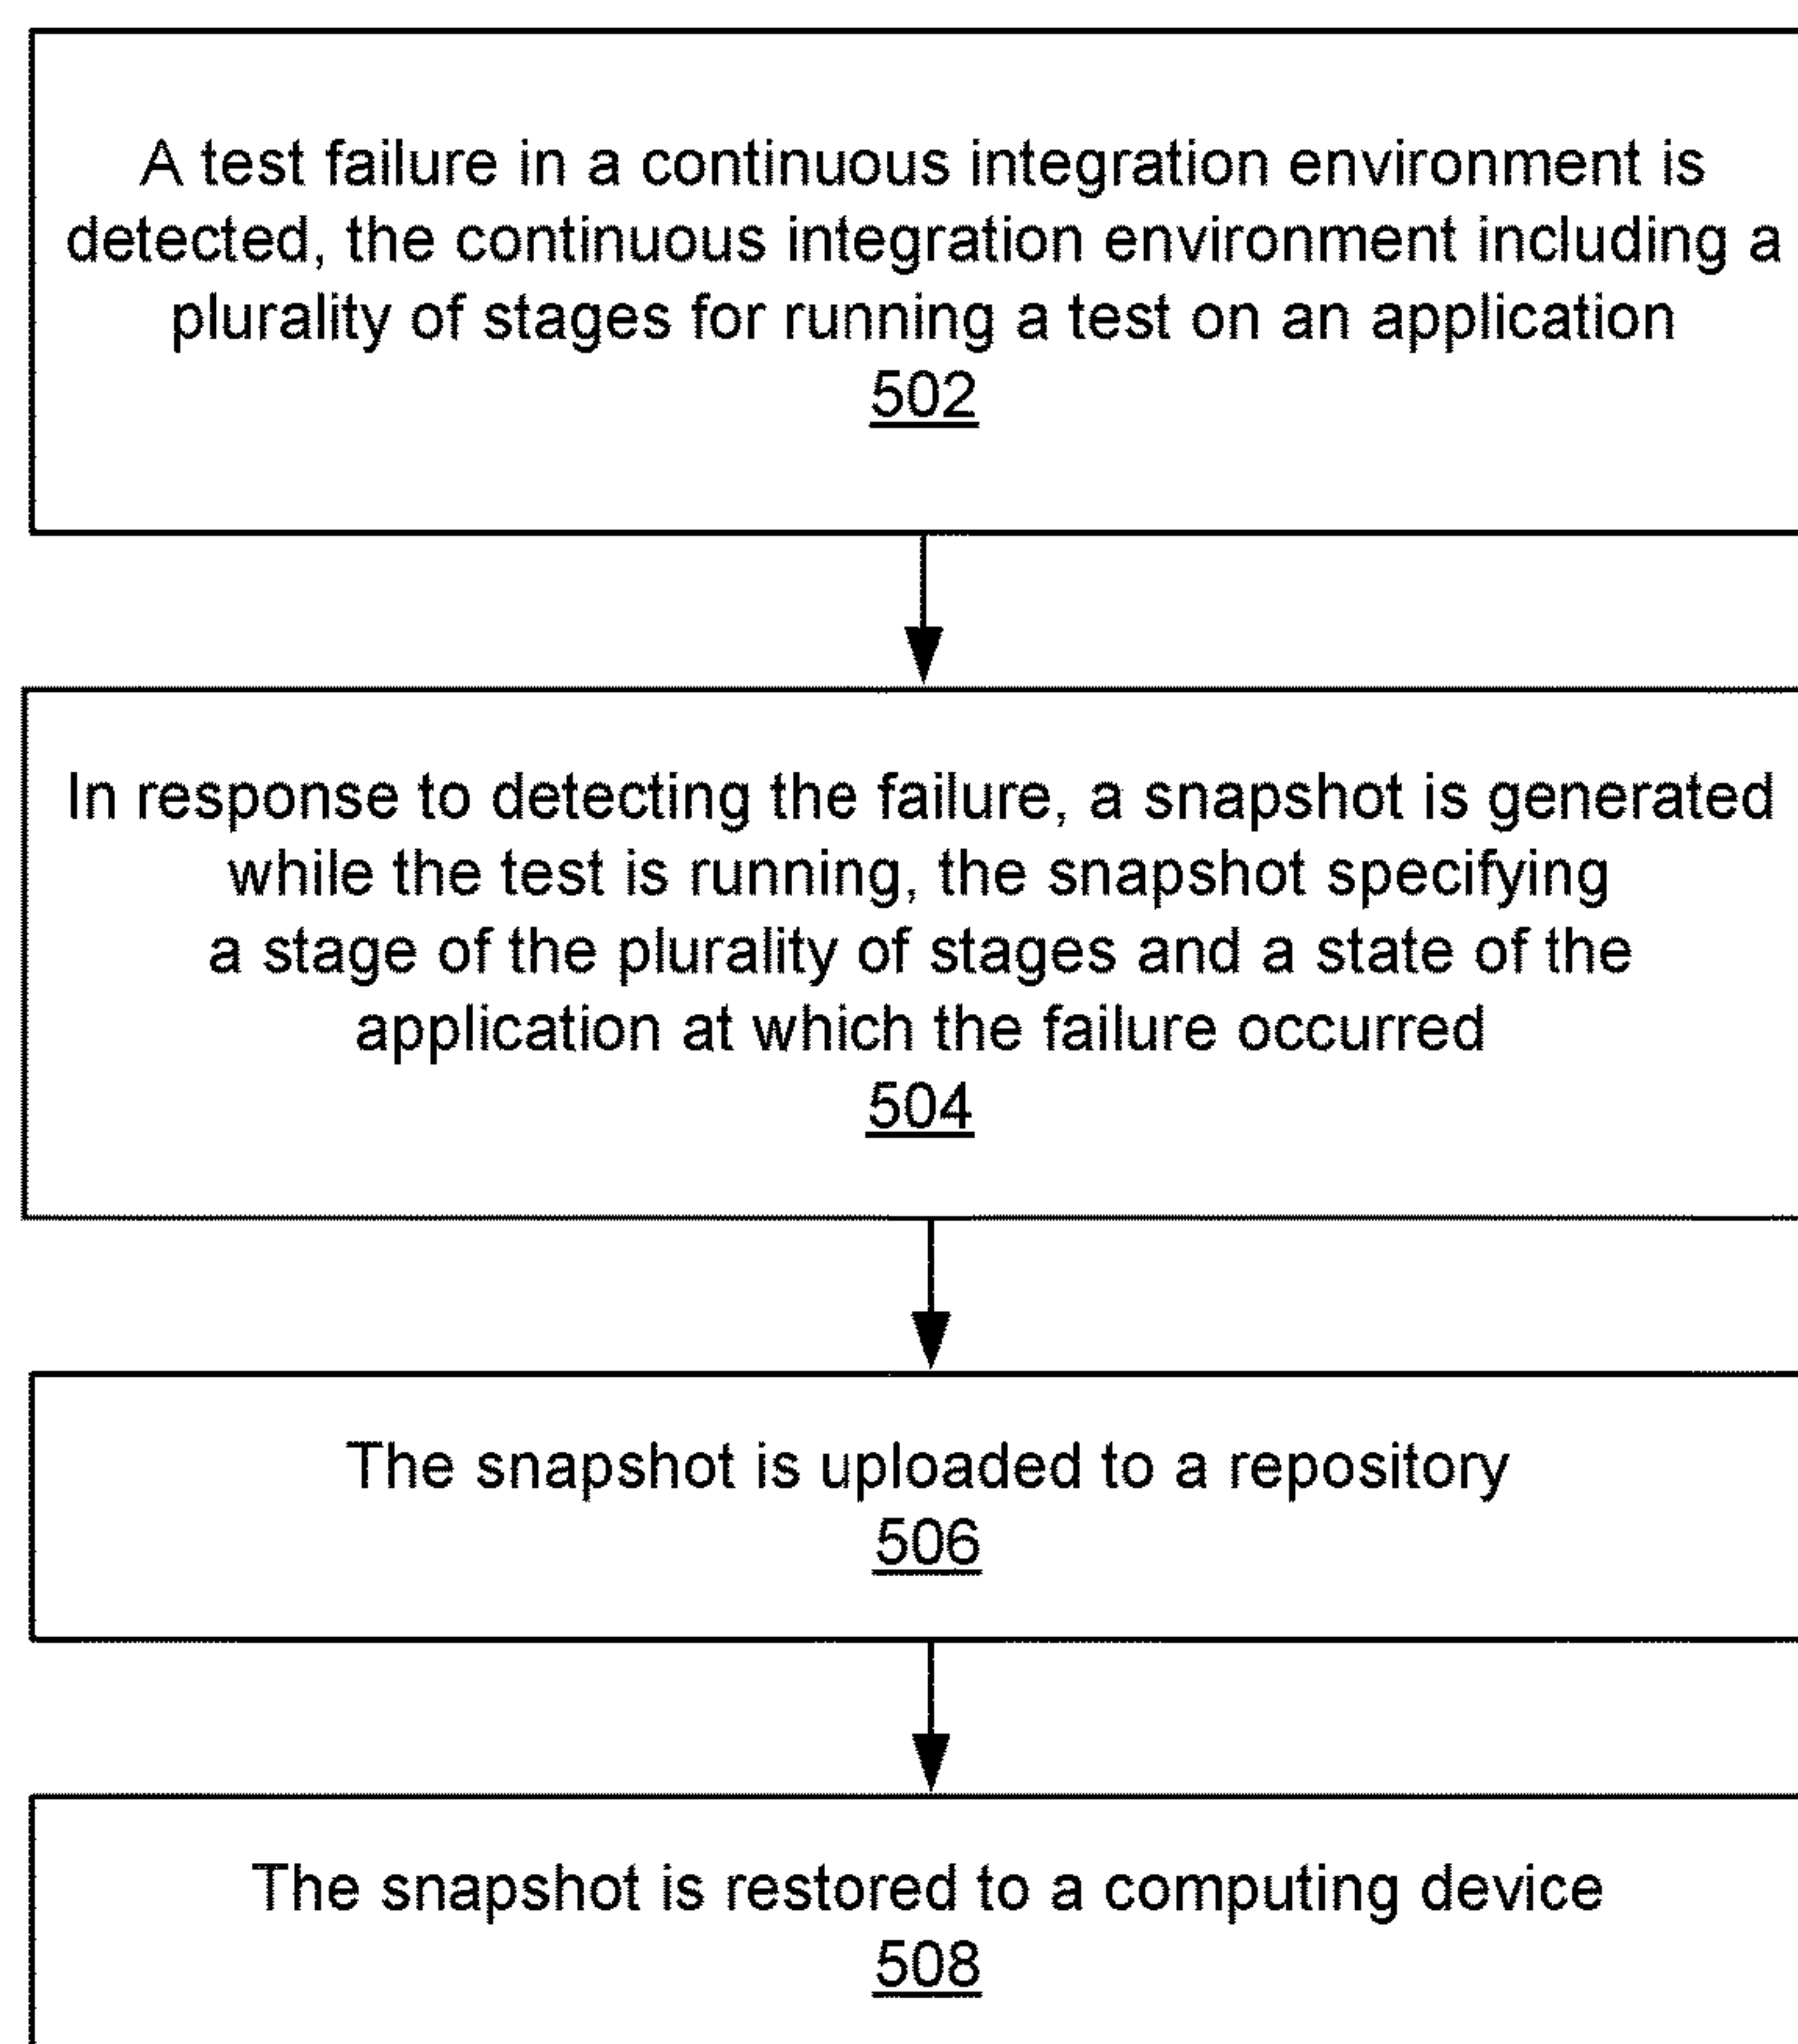 A test failure in a continuous integration environment is
detected, the continuous integration environment including a
plurality of stages for running a test on an application
502
In response to detecting the failure, a snapshot is generated
while the test is running, the snapshot specifying
a stage of the plurality of stages and a state of the
application at which the failure occurred
504
The snapshot is uploaded to a repository
506
The snapshot is restored to a computing device
508